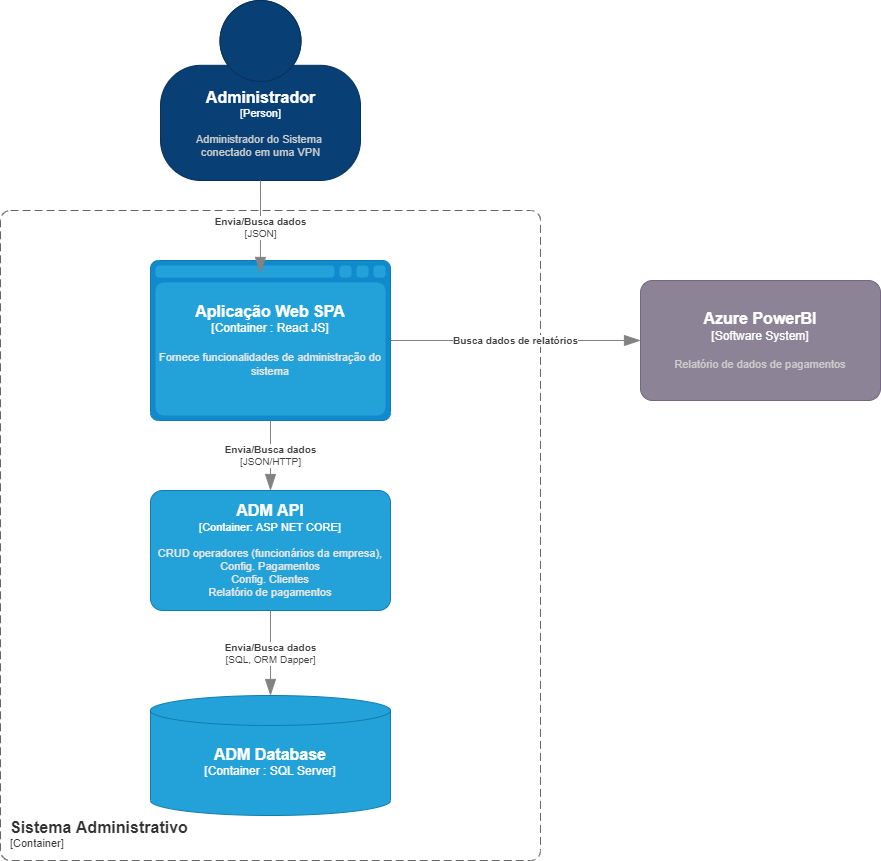 Administrador
[Person]
Administrador do Sistema
conectado em uma VPN
Envia/Busca dados
[JSON]
Aplicação Web SPA
[Container : React JS]
Fornece funcionalidades de administração do
sistema
Busca dados de relatórios
Azure PowerBI
[Software System]
Relatório de dados de pagamentos
Envia/Busca dados
[JSON/HTTP]
ADM API
[Container: ASP NET CORE]
CRUD operadores (funcionários da empresa),
Config. Pagamentos
Config. Clientes
Relatório de pagamentos
Envia/Busca dados
[SQL, ORM Dapper]
ADM Database
[Container : SQL Server]
Sistema Administrativo
[Container]